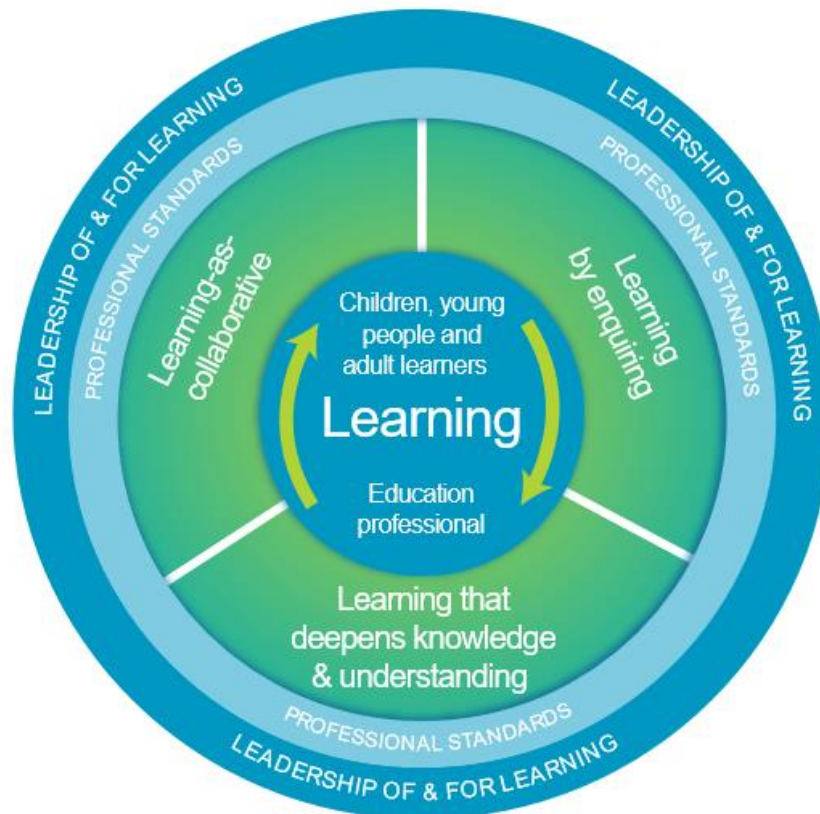 LEADERSHIP OF & FOR LEARNING
LEADERSHIP OF & FOR LEARNING
PROFESSIONAL STANDARDS
PROFESSIONAL STANDARDS
Learning-as-
collaborative
Learning
by enquiring
Children, young
people and
adult learners
Learning
Education
professional
Learning that
deepens knowledge
& understanding
PROFESSIONAL STANDARDS
LEADERSHIP OF & FOR LEARNING